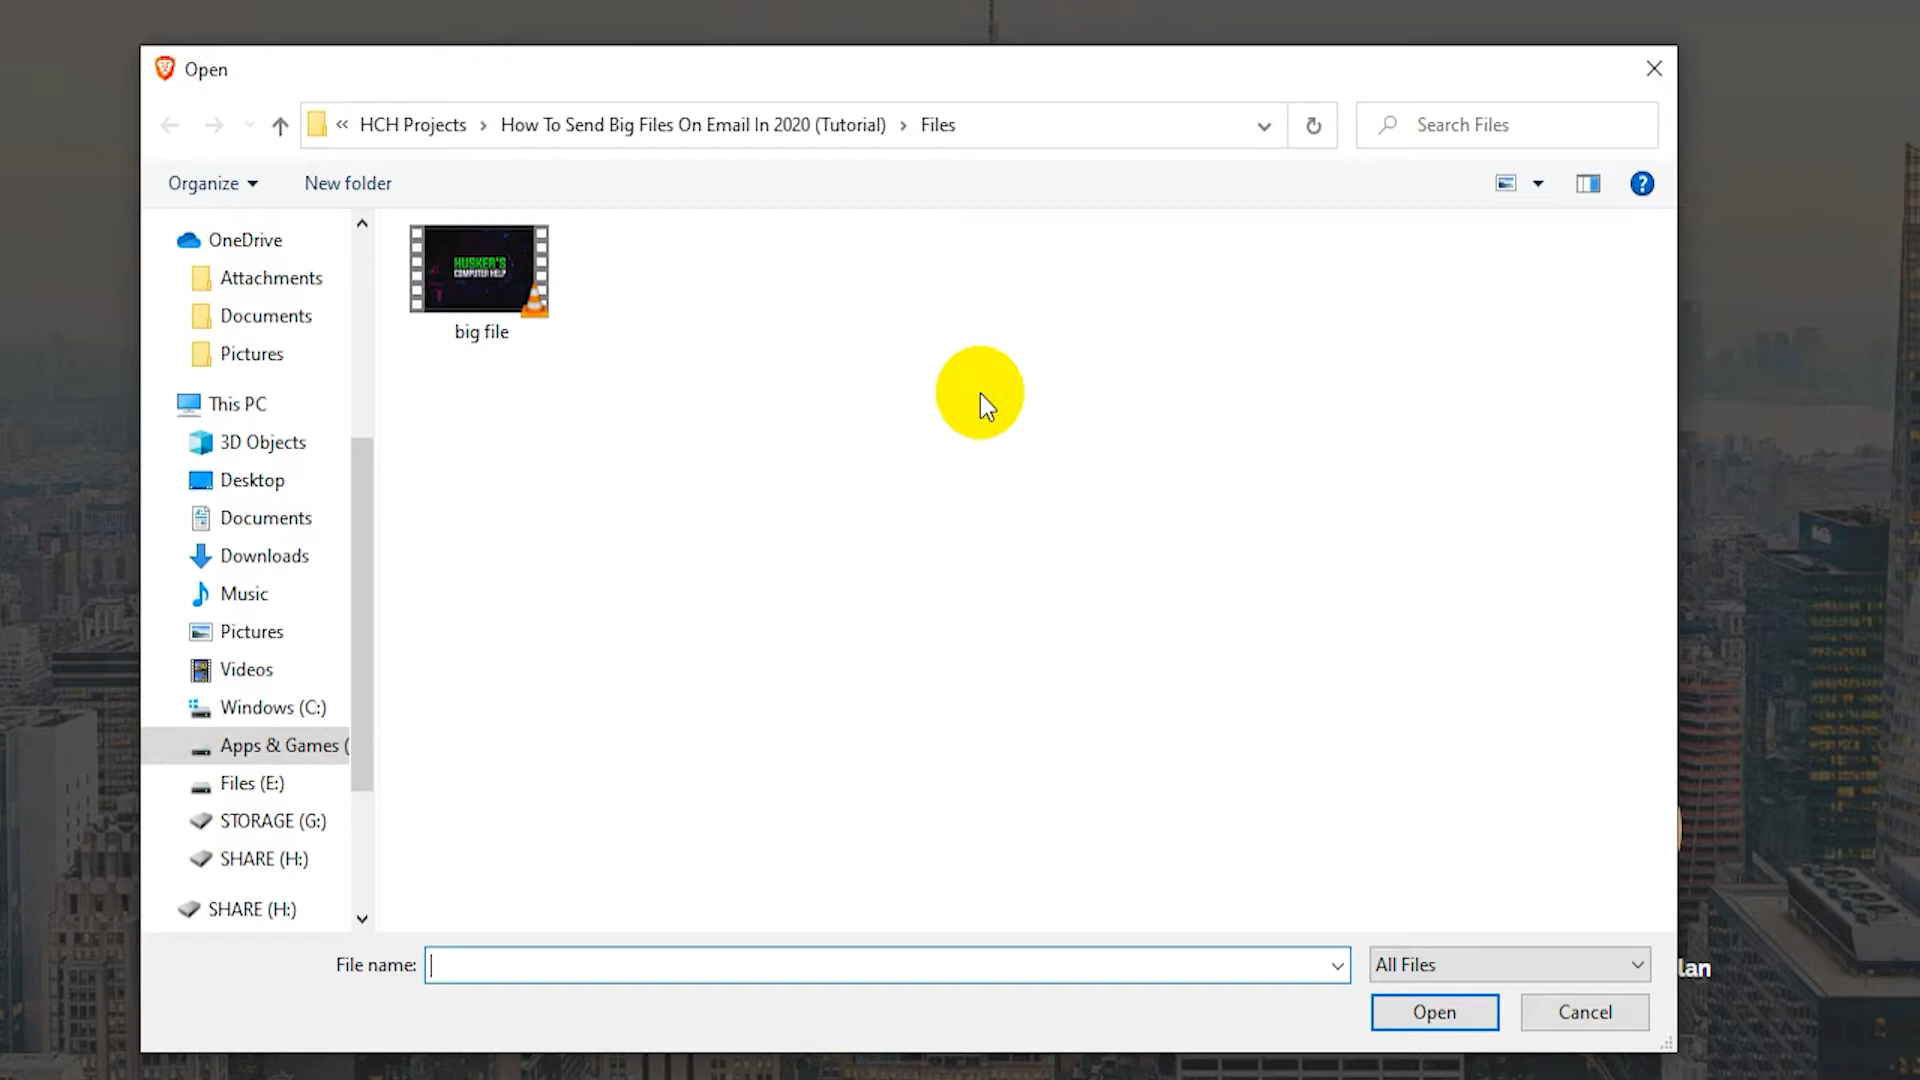 Open
« HCH Projects > How To Send Big Files On Email In 2020 (Tutorial) > Files
Search Files
Organize
New folder
?
OneDrive
Attachments
Documents
Pictures
This PC
3D Objects
Desktop
Documents
Downloads
Music
Pictures
Videos
Windows (C:)
Apps & Games (
Files (E:)
STORAGE (G:)
SHARE (H:)
SHARE (H:)
HUSKER'S
COMPUTER HELP
big file
File name:
All Files
lan
Open
Cancel